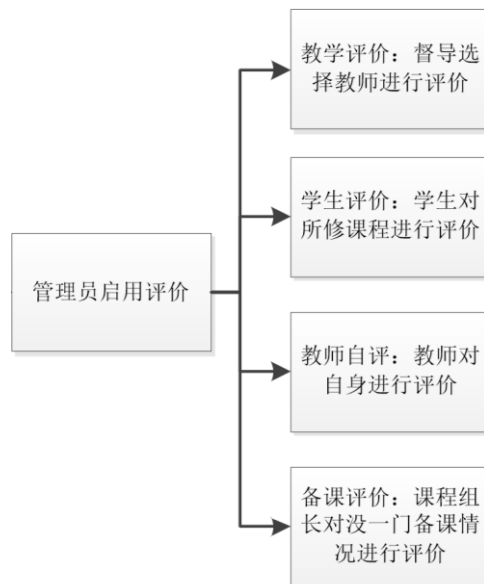 教学评价：督导选
择教师进行评价
学生评价：学生对
所修课程进行评价
管理员启用评价
教师自评：教师对
自身进行评价
备课评价：课程组
长对没一门备课情
况进行评价